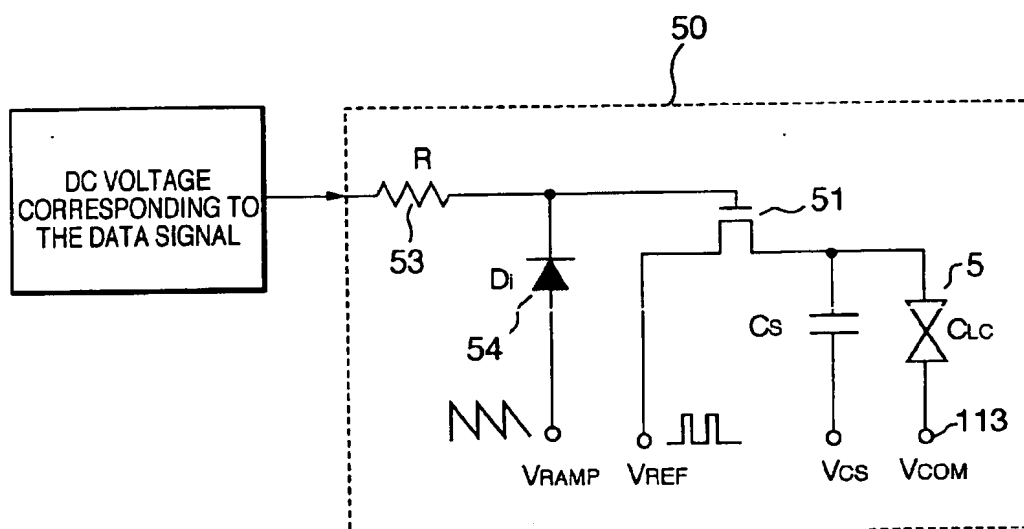 50
DC VOLTAGE
CORRESPONDING TO
THE DATA SIGNAL
R
53
51
Di
54
5
Cs
CLC
113
VRAMP
VREF
VCS
VCOM